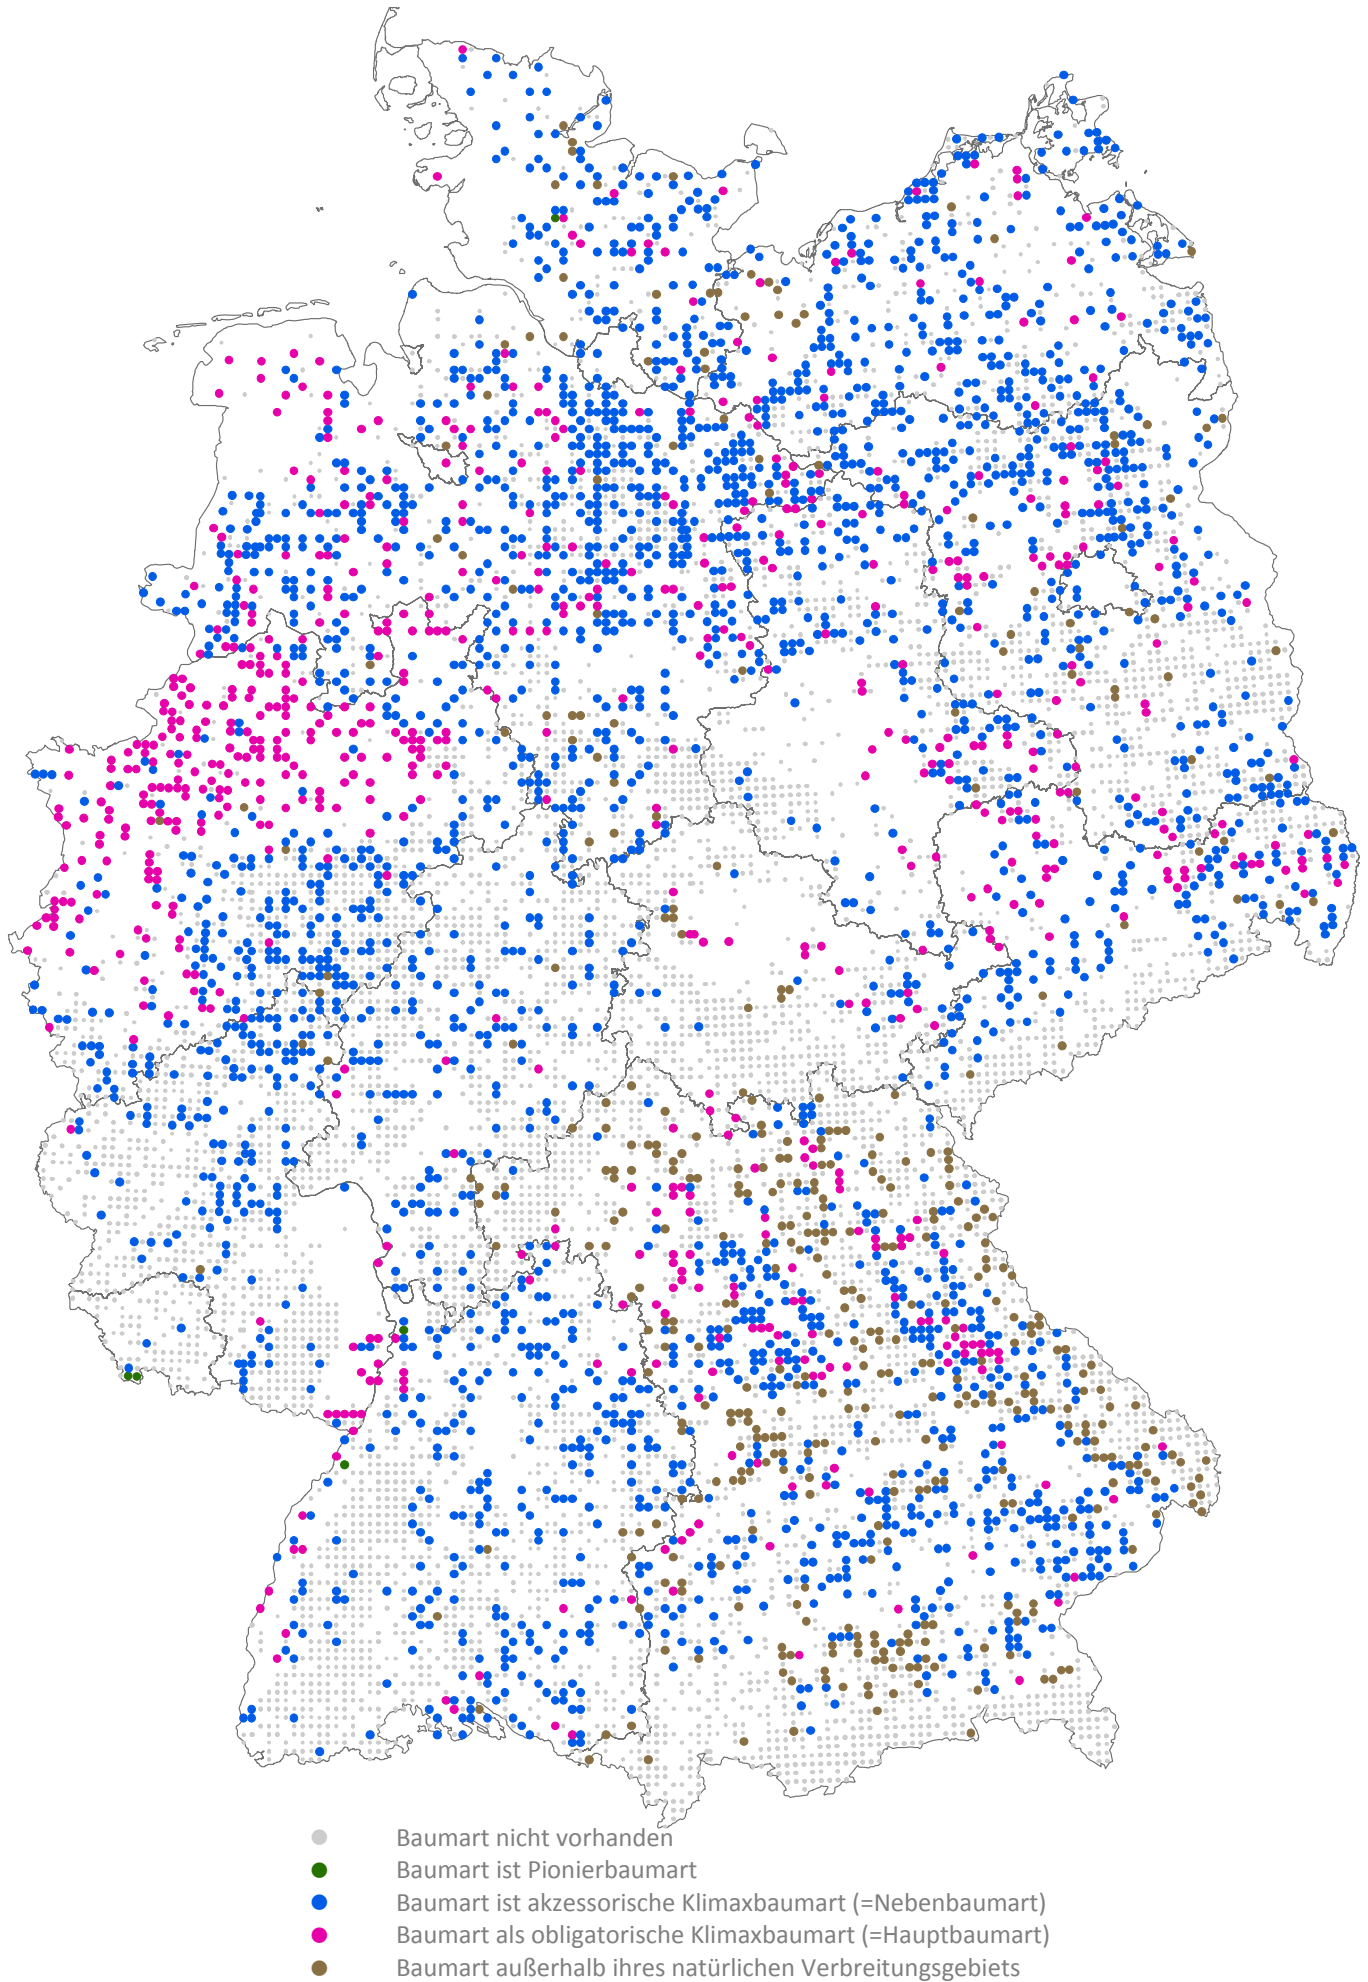 Baumart nicht vorhanden
Baumart ist Pionierbaumart
Baumart ist akzessorische Klimaxbaumart (=Nebenbaumart)
Baumart als obligatorische Klimaxbaumart (=Hauptbaumart)
Baumart außerhalb ihres natürlichen Verbreitungsgebiets